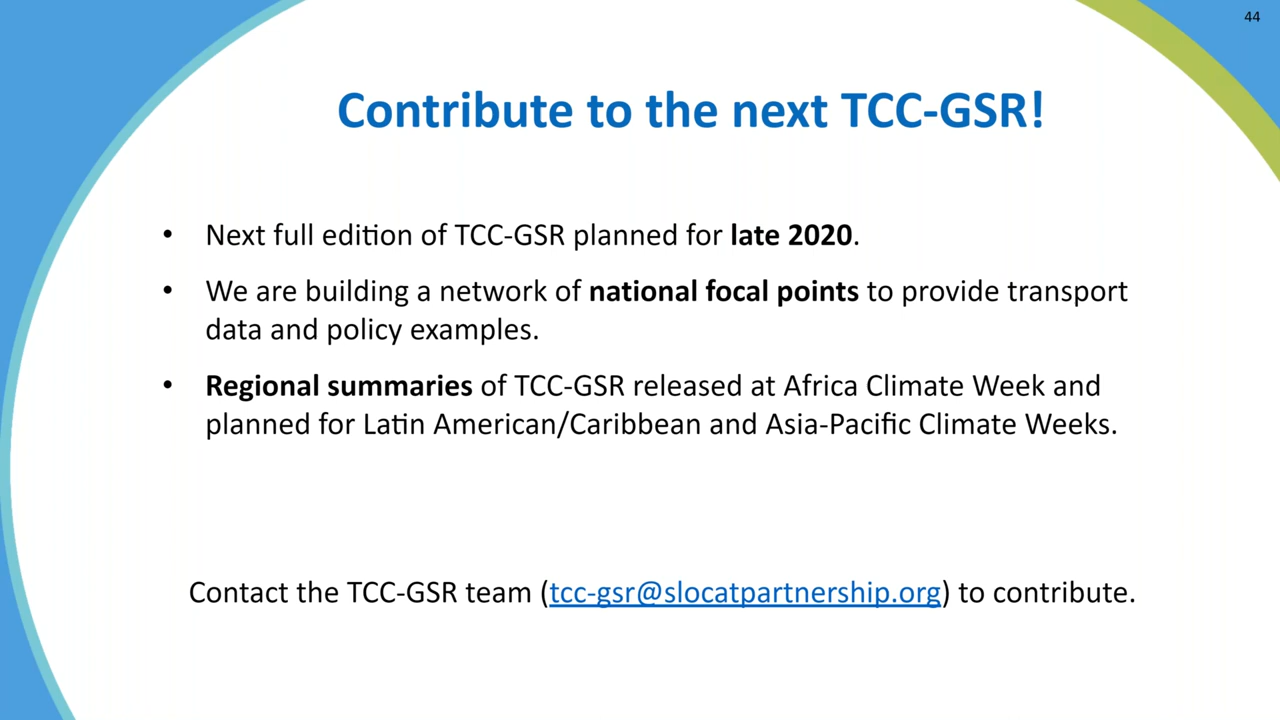 44
Contribute to the next TCC-GSR!
• Next full edition of TCC-GSR planned for late 2020.
• We are building a network of national focal points to provide transport
data and policy examples.
• Regional summaries of TCC-GSR released at Africa Climate Week and
planned for Latin American/Caribbean and Asia-Pacific Climate Weeks.
Contact the TCC-GSR team (tcc-gsr@slocatpartnership.org) to contribute.